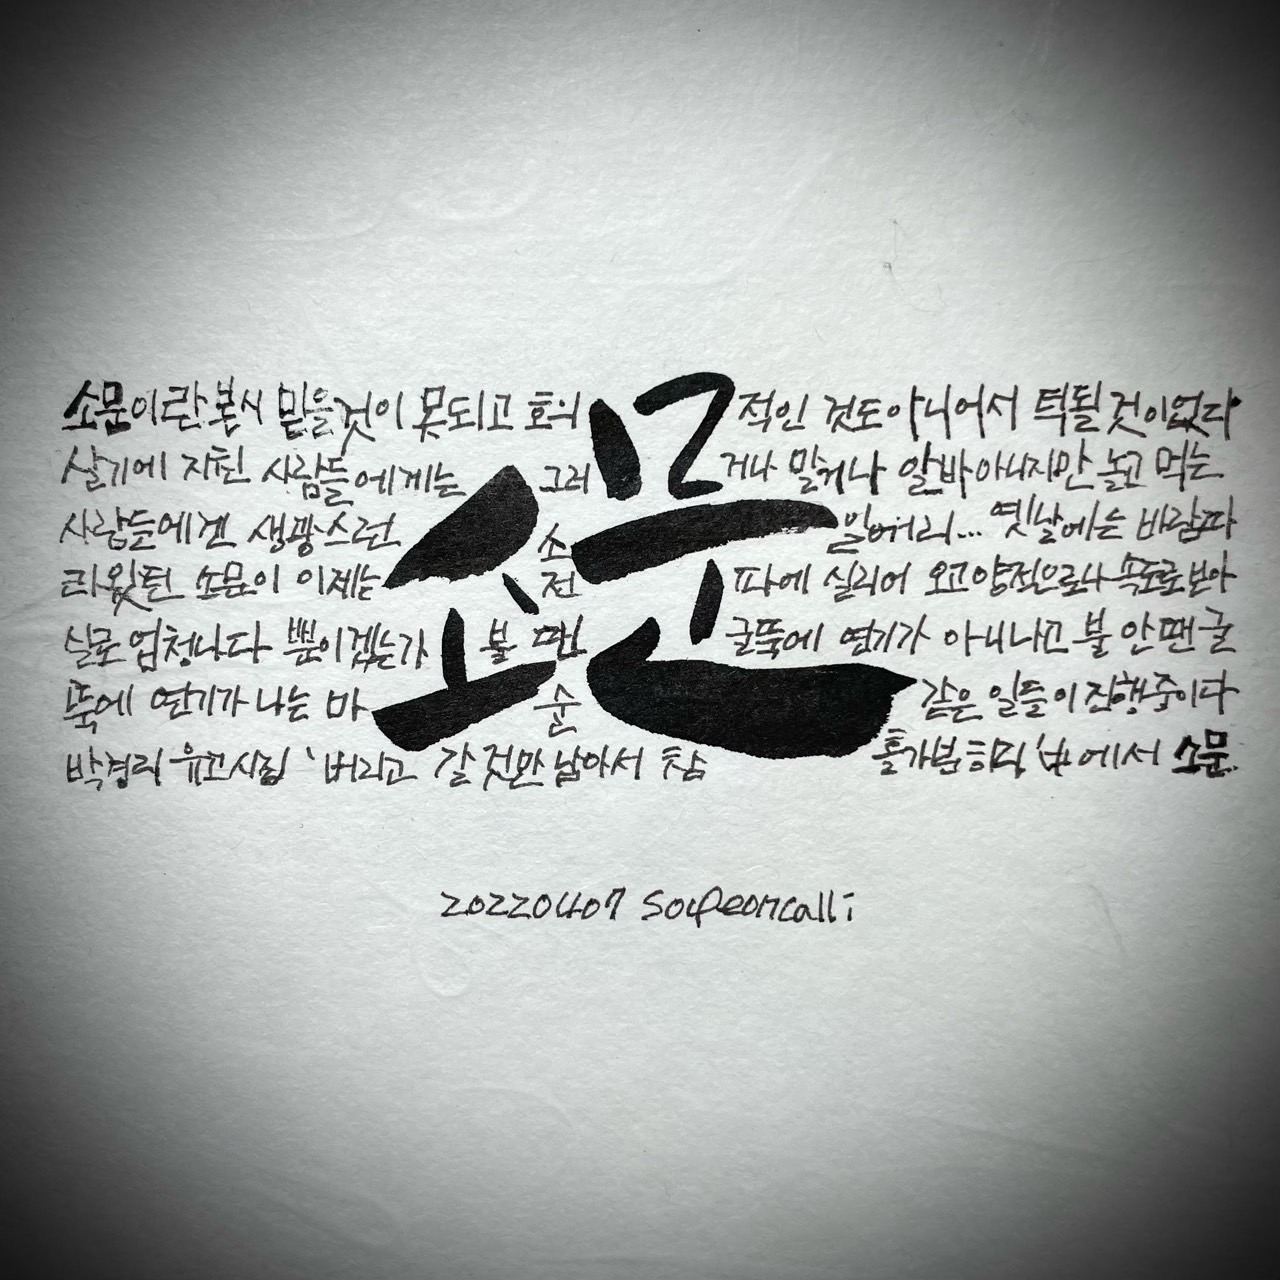 소문
소문이란 본시 믿을 것이 못되고 호의적인 것도 아니어서 턱될 것이 없다
살기에 지친 사람들에게는 그러거나 말거나 알바 아니지만 놀고 먹는
사람들에겐 생광스런 소일꺼리... 옛날에는 바람따
라 왔던 소문이 이제는 전파에 실리어 오고 양적으로나 속도로 보아
실로 엄청나다 뿐이겠는가 불 땐 굴뚝에 연기가 아니나고 불 안 땐 굴
뚝에 연기가 나는 바 순 같은 일들이 진행중이다
박경리 유고시집 '버리고 갈 것만 남아서 참 홀가분하다' 中에서 소문.
20220407 Soupeoncalli